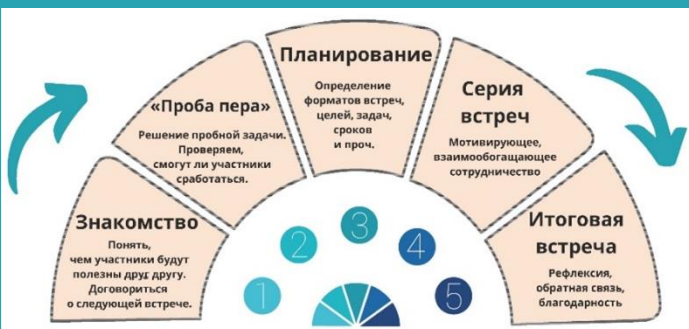 Знакомство
Понять,
чем участники будут
полезны друг другу.
Договориться
о следующей встрече.
1
«Проба пера»
Решение пробной задачи.
Проверяем,
смогут ли участники
сработаться.
2
Планирование
Определение
форматов встреч,
целей, задач,
сроков
и проч.
3
Серия
встреч
Мотивирующее,
взаимообогащающее
сотрудничество
4
Итоговая
встреча
Рефлексия,
обратная связь,
благодарность
5